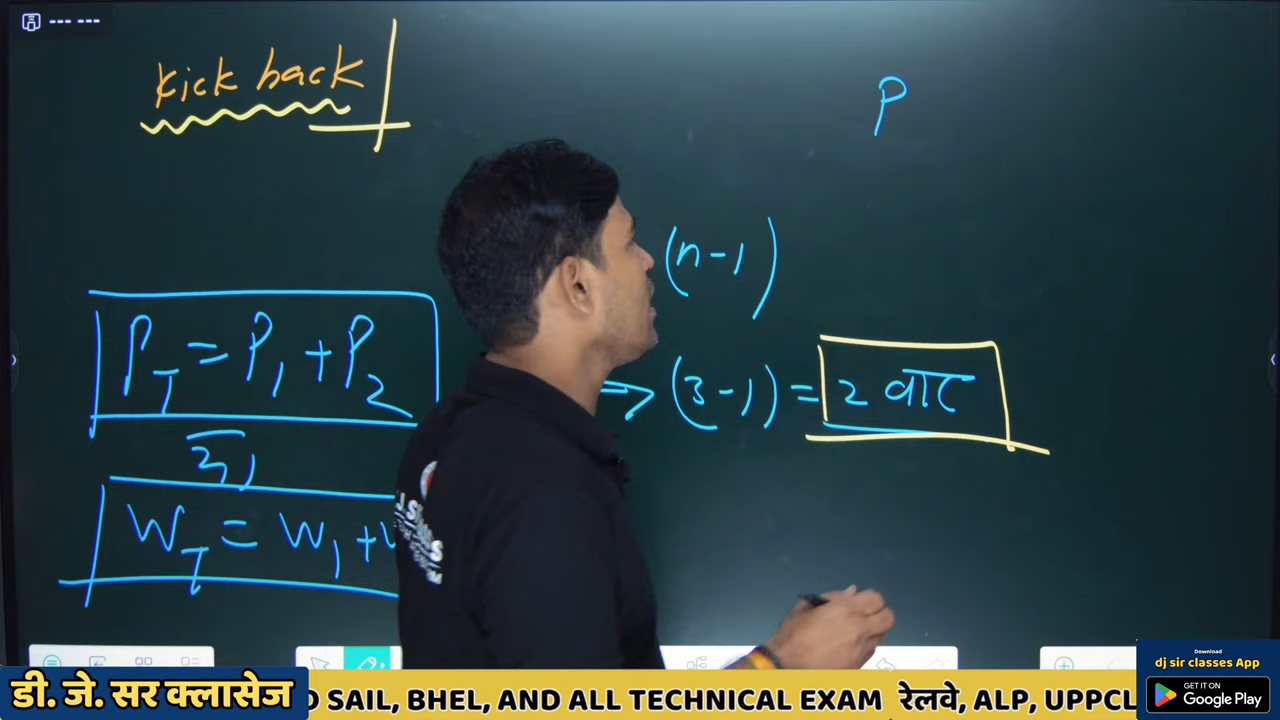 Kick back
P
(n-1)
P_T = P_1 + P_2
⇒ (3-1) = 2 वाट
W_T = W_1 +
डी. जे. सर क्लासेज
SAIL, BHEL, AND ALL TECHNICAL EXAM रेलवे, ALP, UPPCL
Download
dj sir classes App
GET IT ON
Google Play